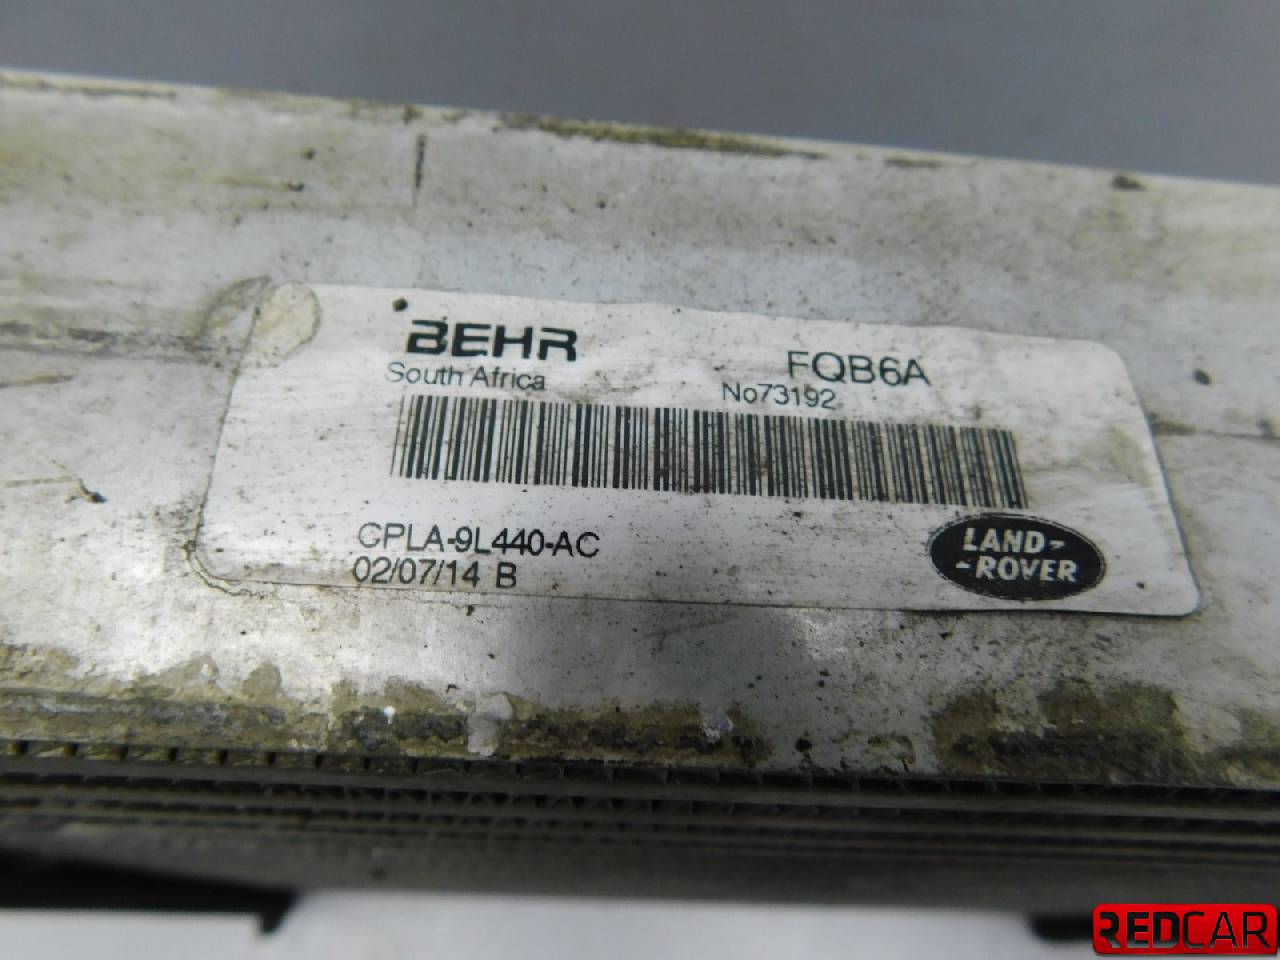 BEHR
South Africa
FQB6A
No73192
CPLA-9L440-AC
02/07/14 B
LAND-
-ROVER
REDCAR